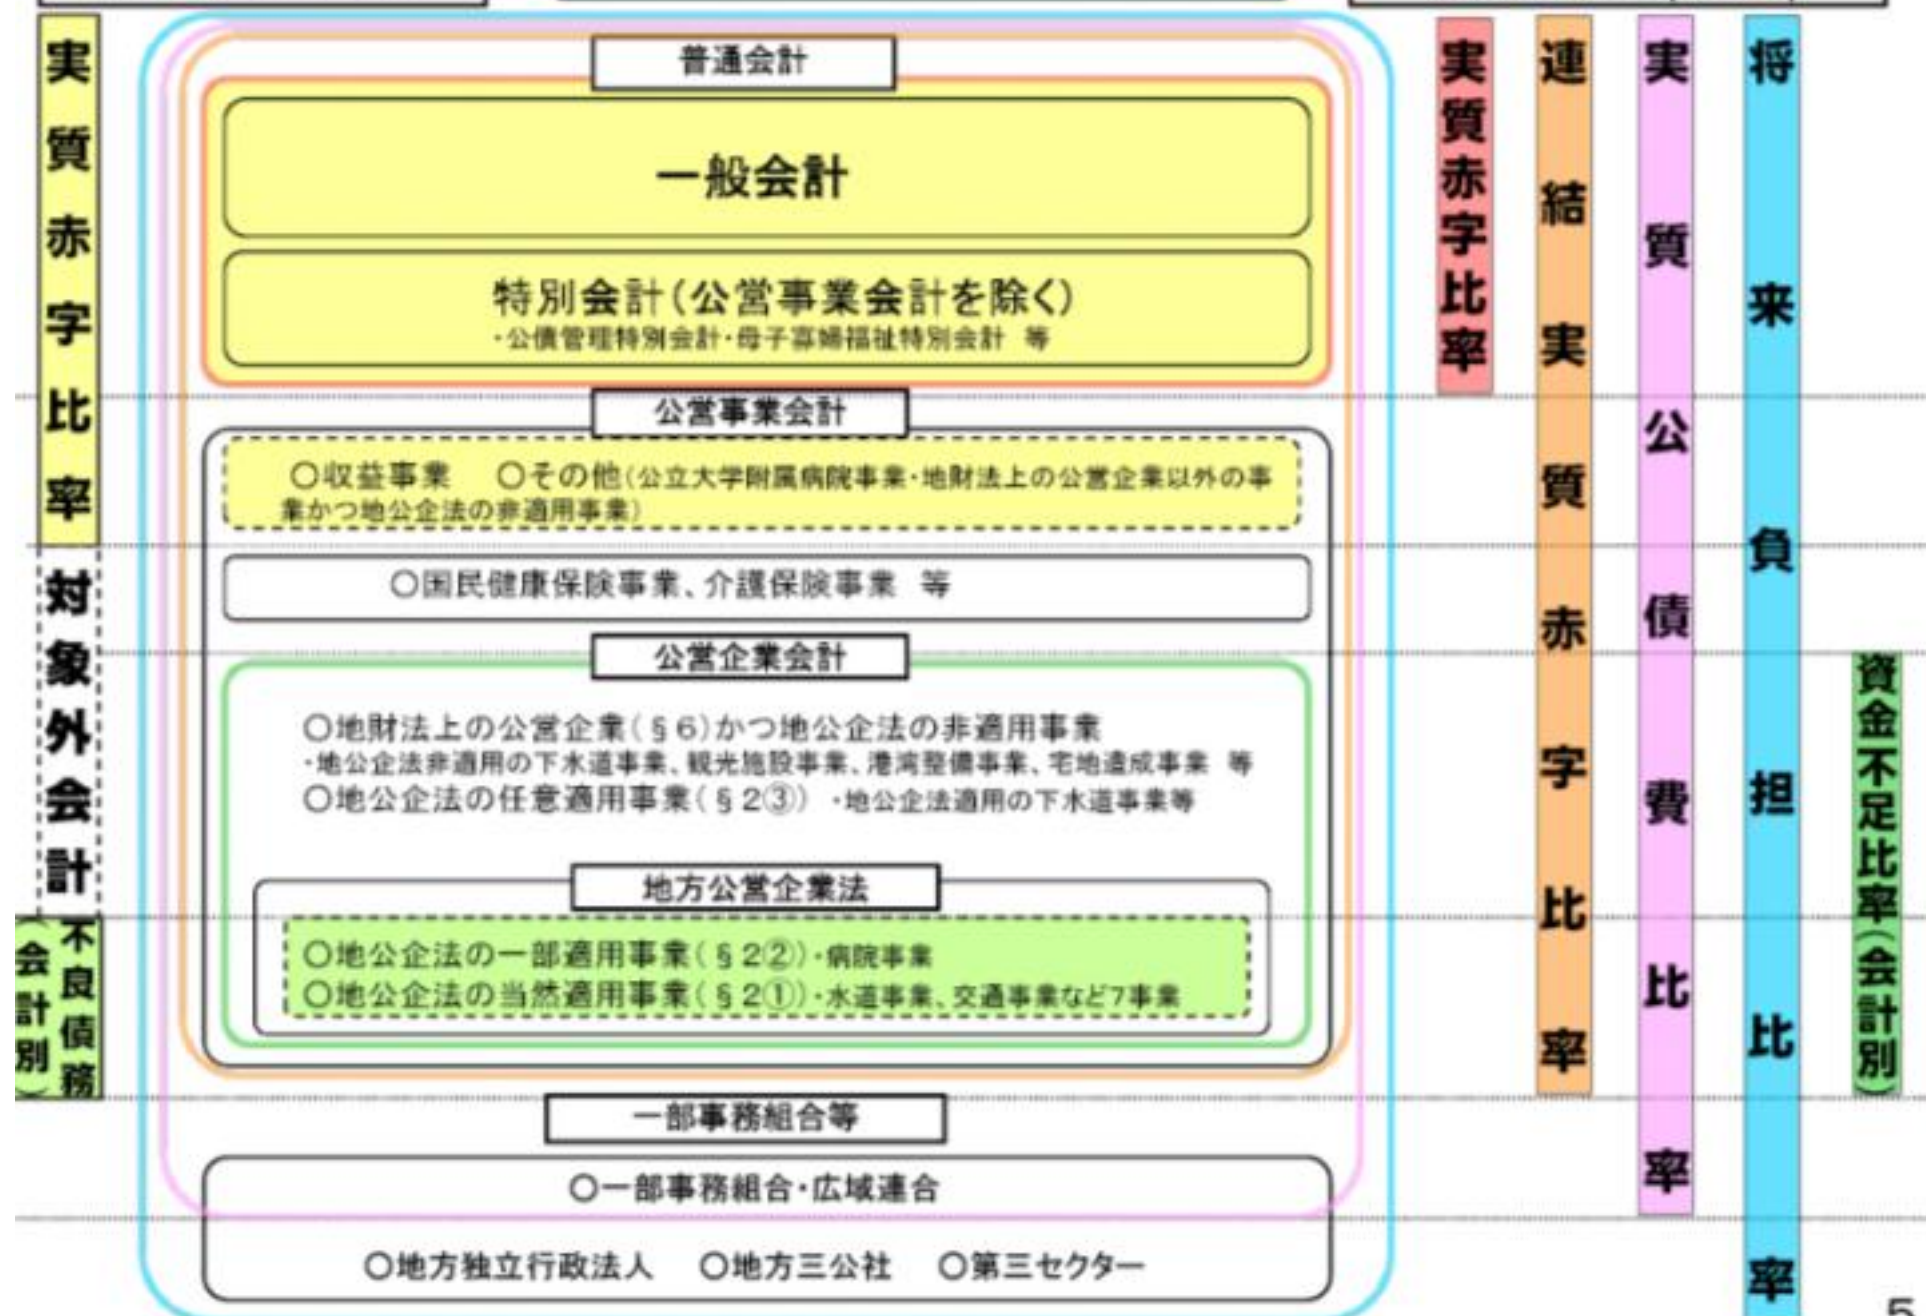 実質赤字比率
対象外会計
不良債務
(会計別)
普通会計
一般会計
特別会計(公営事業会計を除く)
・公債管理特別会計・母子寡婦福祉特別会計 等
公営事業会計
〇収益事業 〇その他(公立大学附属病院事業・地財法上の公営企業以外の事
業かつ地公企法の非適用事業)
〇国民健康保険事業、介護保険事業 等
公営企業会計
〇地財法上の公営企業(§6)かつ地公企法の非適用事業
・地公企法非適用の下水道事業、観光施設事業、港湾整備事業、宅地造成事業 等
〇地公企法の任意適用事業(§2③) ・地公企法適用の下水道事業等
地方公営企業法
〇地公企法の一部適用事業(§2②)・病院事業
〇地公企法の当然適用事業(§2①)・水道事業、交通事業など7事業
一部事務組合等
〇一部事務組合・広域連合
〇地方独立行政法人 〇地方三公社 〇第三セクター
実質赤字比率
連結実質赤字比率
実質公債費比率
将来負担比率
資金不足比率(会計別)